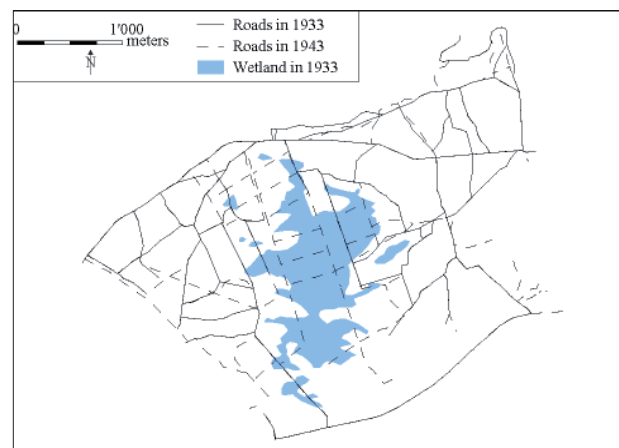 0 1'000
meters
N
Roads in 1933
Roads in 1943
Wetland in 1933